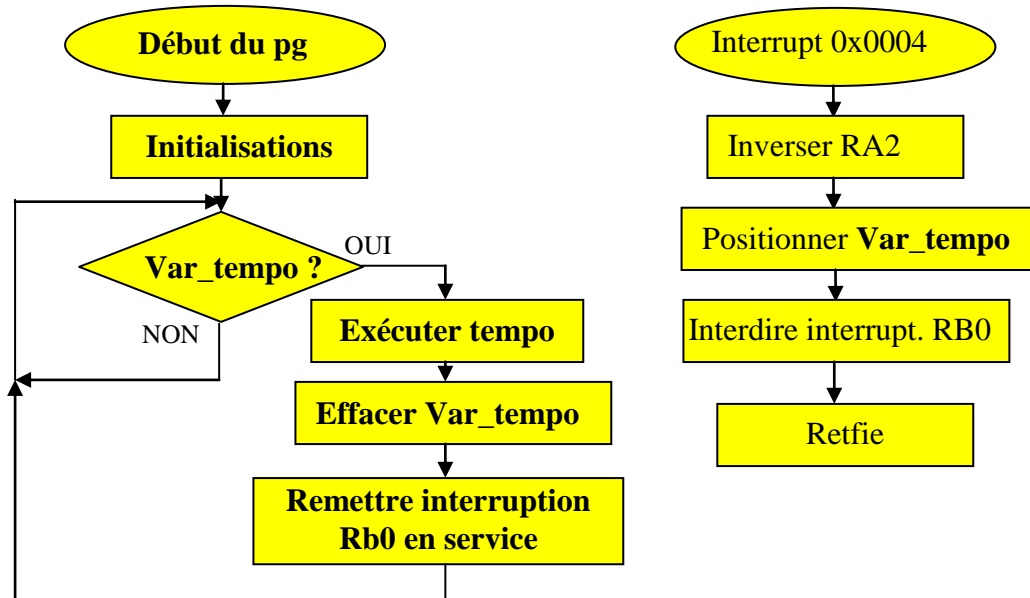 Début du pg
Initialisations
Var_tempo ?
OUI
NON
Exécuter tempo
Effacer Var_tempo
Remettre interruption
Rb0 en service
Interrupt 0x0004
Inverser RA2
Positionner Var_tempo
Interdire interrupt. RB0
Retfie